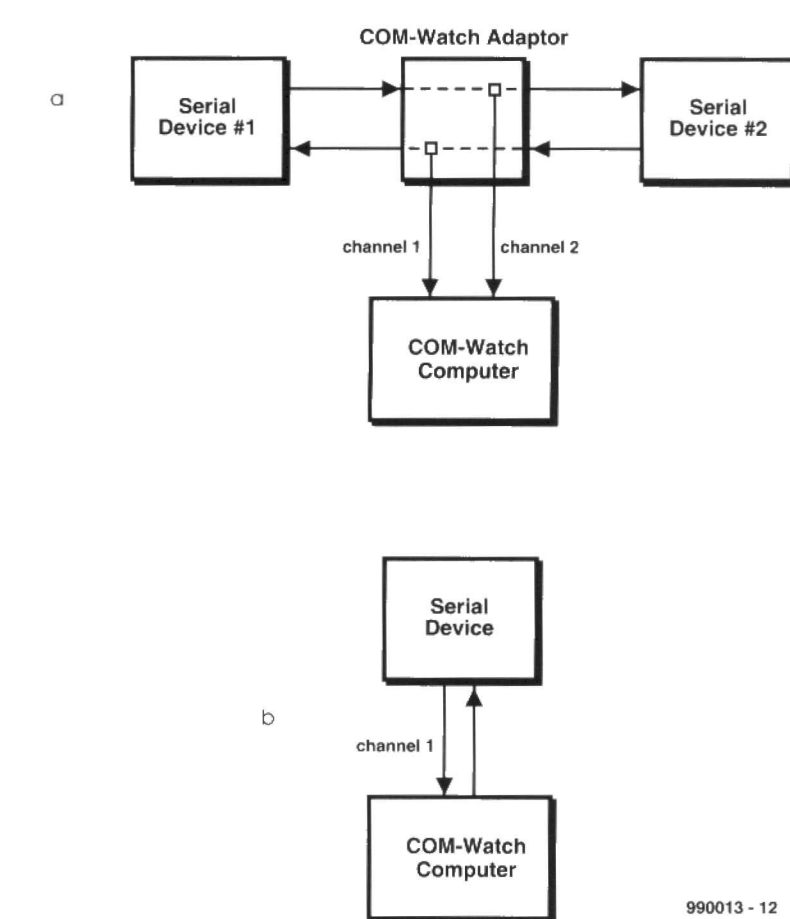 COM-Watch Adaptor
a
Serial
Device #1
Serial
Device #2
channel 1
channel 2
COM-Watch
Computer
Serial
Device
b
channel 1
COM-Watch
Computer
990013 - 12